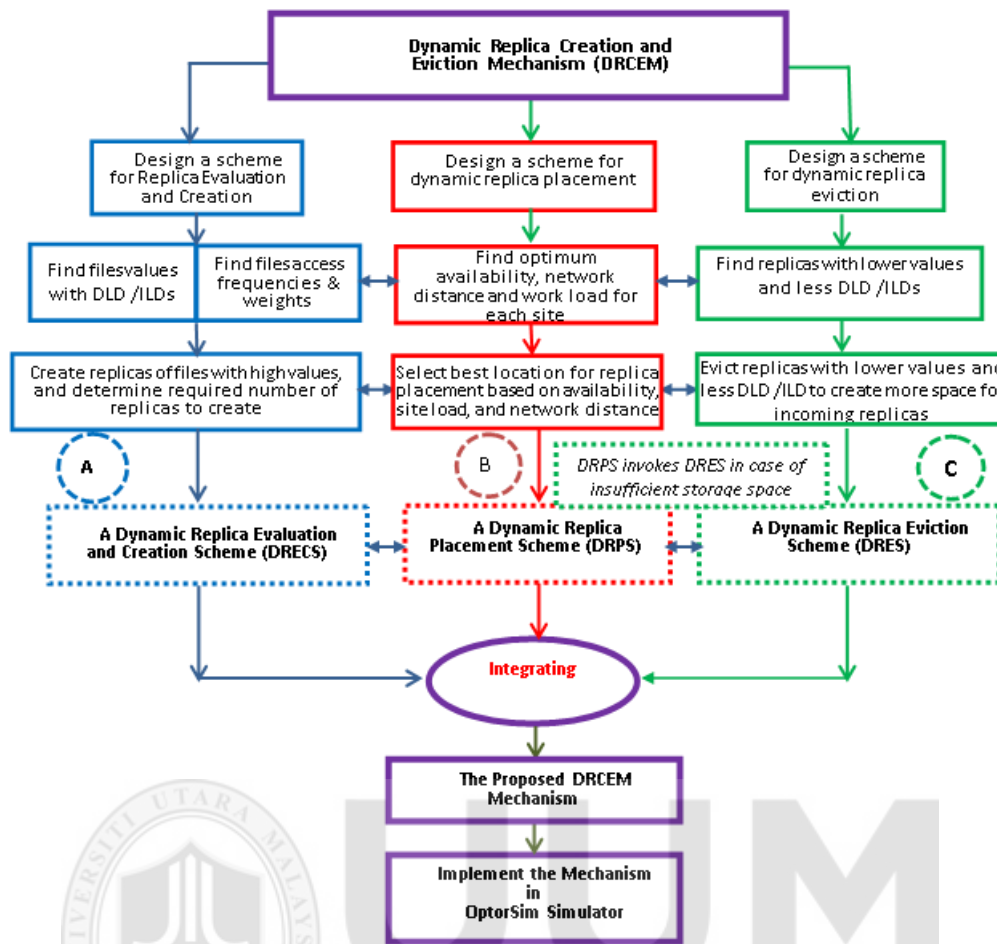 Dynamic Replica Creation and
Eviction Mechanism (DRCEM)
Design a scheme
for Replica Evaluation
and Creation
Design a scheme for
dynamic replica placement
Design a scheme
for dynamic replica
eviction
Find files values
with DLD /ILDs
Find files access
frequencies &
weights
Find optimum
availability, network
distance and work load for
each site
Find replicas with lower values
and less DLD /ILDs
Create replicas of files with high values,
and determine required number of
replicas to create
Select best location for replica
placement based on availability,
site load, and network distance
Evict replicas with lower values and
less DLD /ILD to create more space for
incoming replicas
A
B
DRPS invokes DRES in case of
insufficient storage space
C
A Dynamic Replica Evaluation
and Creation Scheme (DRECS)
A Dynamic Replica
Placement Scheme (DRPS)
A Dynamic Replica Eviction
Scheme (DRES)
Integrating
The Proposed DRCEM
Mechanism
Implement the Mechanism
in
OptorSim Simulator
UNIVERSITI UTARA MALAYS
UUM